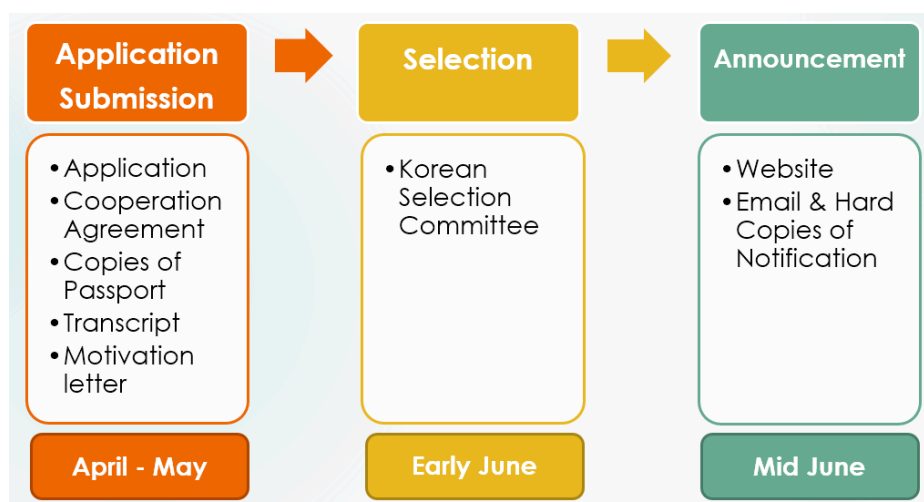 Application
Submission
• Application
• Cooperation
Agreement
• Copies of
Passport
• Transcript
• Motivation
letter
April - May
Selection
• Korean
Selection
Committee
Early June
Announcement
• Website
• Email & Hard
Copies of
Notification
Mid June